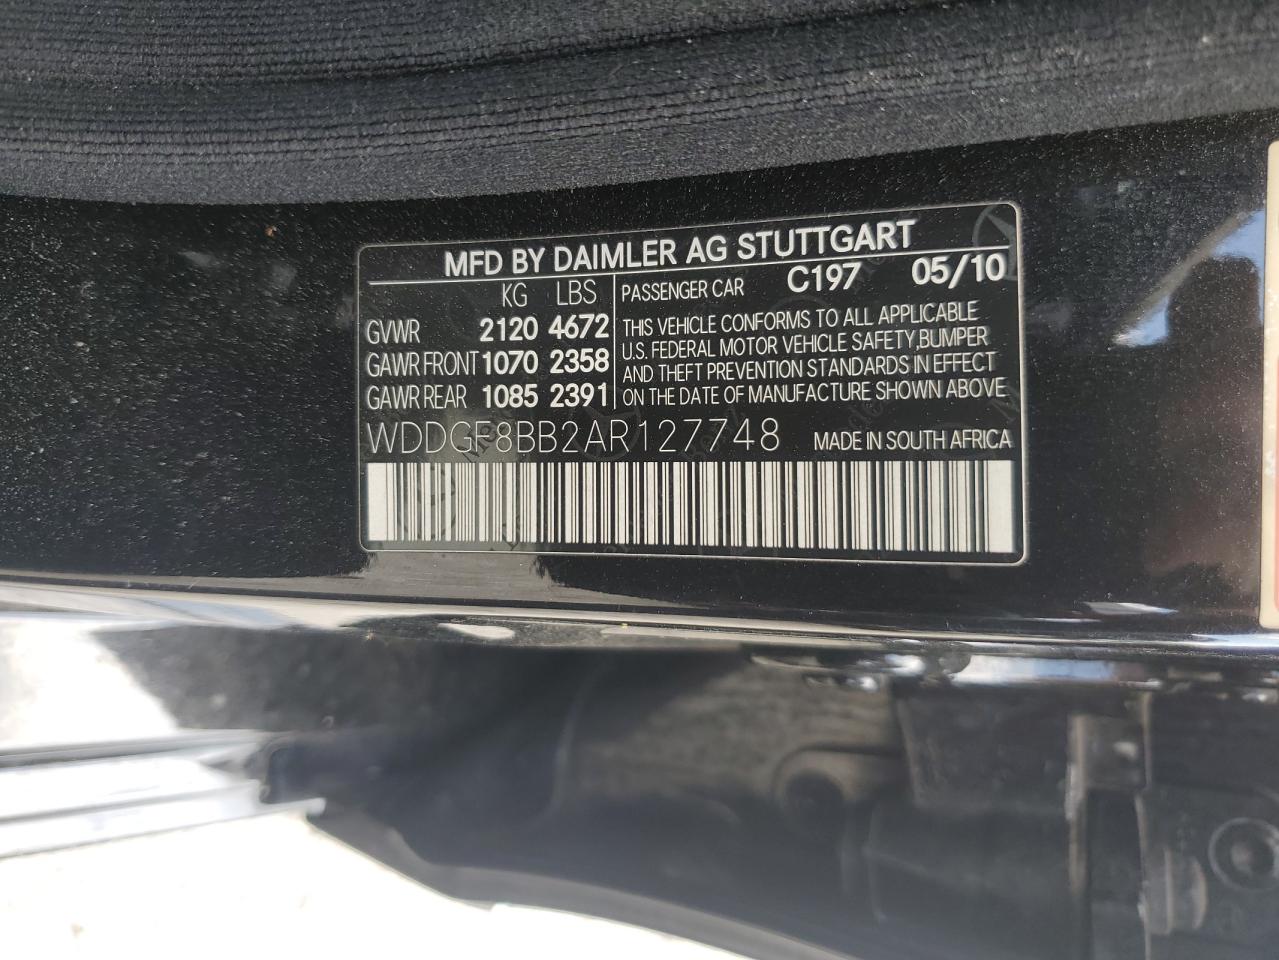 MFD BY DAIMLER AG STUTTGART
KG LBS PASSENGER CAR C197 05/10
GVWR 2120 4672 THIS VEHICLE CONFORMS TO ALL APPLICABLE
GAWR FRONT 1070 2358 U.S. FEDERAL MOTOR VEHICLE SAFETY, BUMPER
GAWR REAR 1085 2391 AND THEFT PREVENTION STANDARDS IN EFFECT
ON THE DATE OF MANUFACTURE SHOWN ABOVE
WDDGF8BB2AR127748 MADE IN SOUTH AFRICA